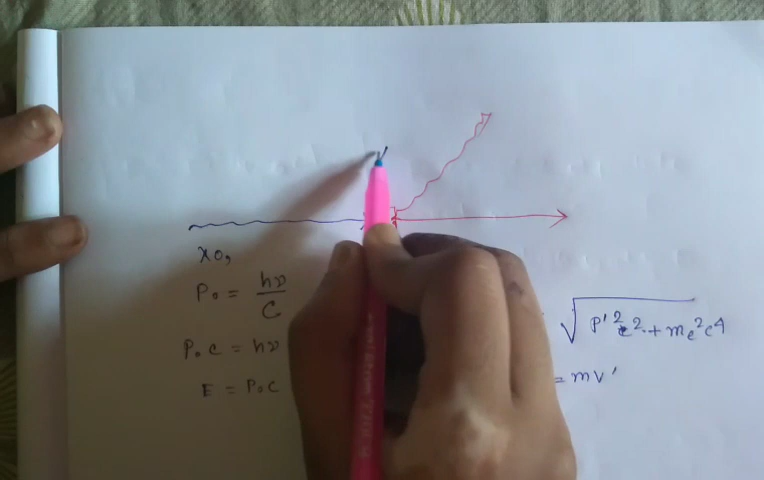 λ0,
P0 = hν/C
√P'²c²+me²c⁴
P0c = hν
= mv'
E = P0c